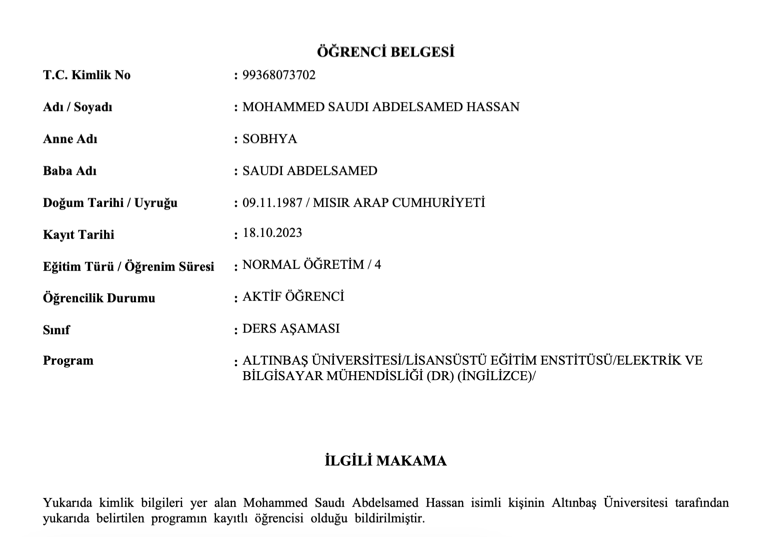 ÖĞRENCİ BELGESİ
T.C. Kimlik No : 99368073702
Adı / Soyadı : MOHAMMED SAUDI ABDELSAMED HASSAN
Anne Adı : SOBHYA
Baba Adı : SAUDI ABDELSAMED
Doğum Tarihi / Uyruğu : 09.11.1987 / MISIR ARAP CUMHURİYETİ
Kayıt Tarihi : 18.10.2023
Eğitim Türü / Öğrenim Süresi : NORMAL ÖĞRETİM / 4
Öğrencilik Durumu : AKTİF ÖĞRENCİ
Sınıf : DERS AŞAMASI
Program : ALTINBAŞ ÜNİVERSİTESİ/LİSANSÜSTÜ EĞİTİM ENSTİTÜSÜ/ELEKTRİK VE
BİLGİSAYAR MÜHENDİSLİĞİ (DR) (İNGİLİZCE)/
İLGİLİ MAKAMA
Yukarıda kimlik bilgileri yer alan Mohammed Saudı Abdelsamed Hassan isimli kişinin Altınbaş Üniversitesi tarafından
yukarıda belirtilen programın kayıtlı öğrencisi olduğu bildirilmiştir.